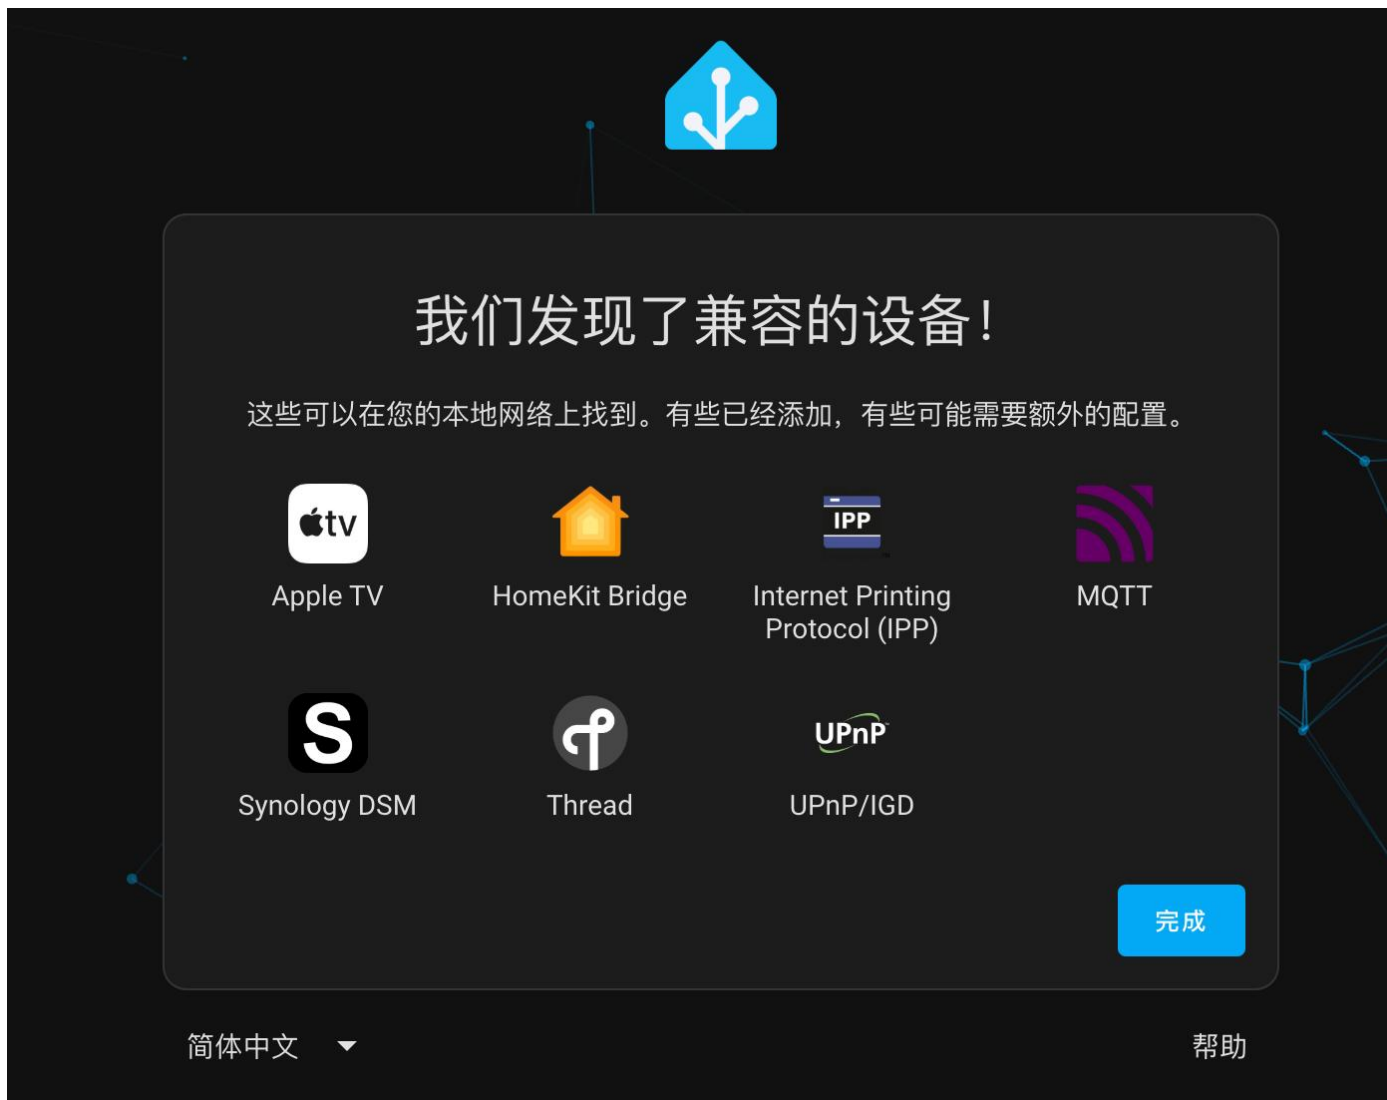 我们发现了兼容的设备！
这些可以在您的本地网络上找到。有些已经添加，有些可能需要额外的配置。
tv
IPP
Apple TV
HomeKit Bridge
Internet Printing
Protocol (IPP)
MQTT
S
UPnP
Synology DSM
Thread
UPnP/IGD
完成
简体中文
帮助